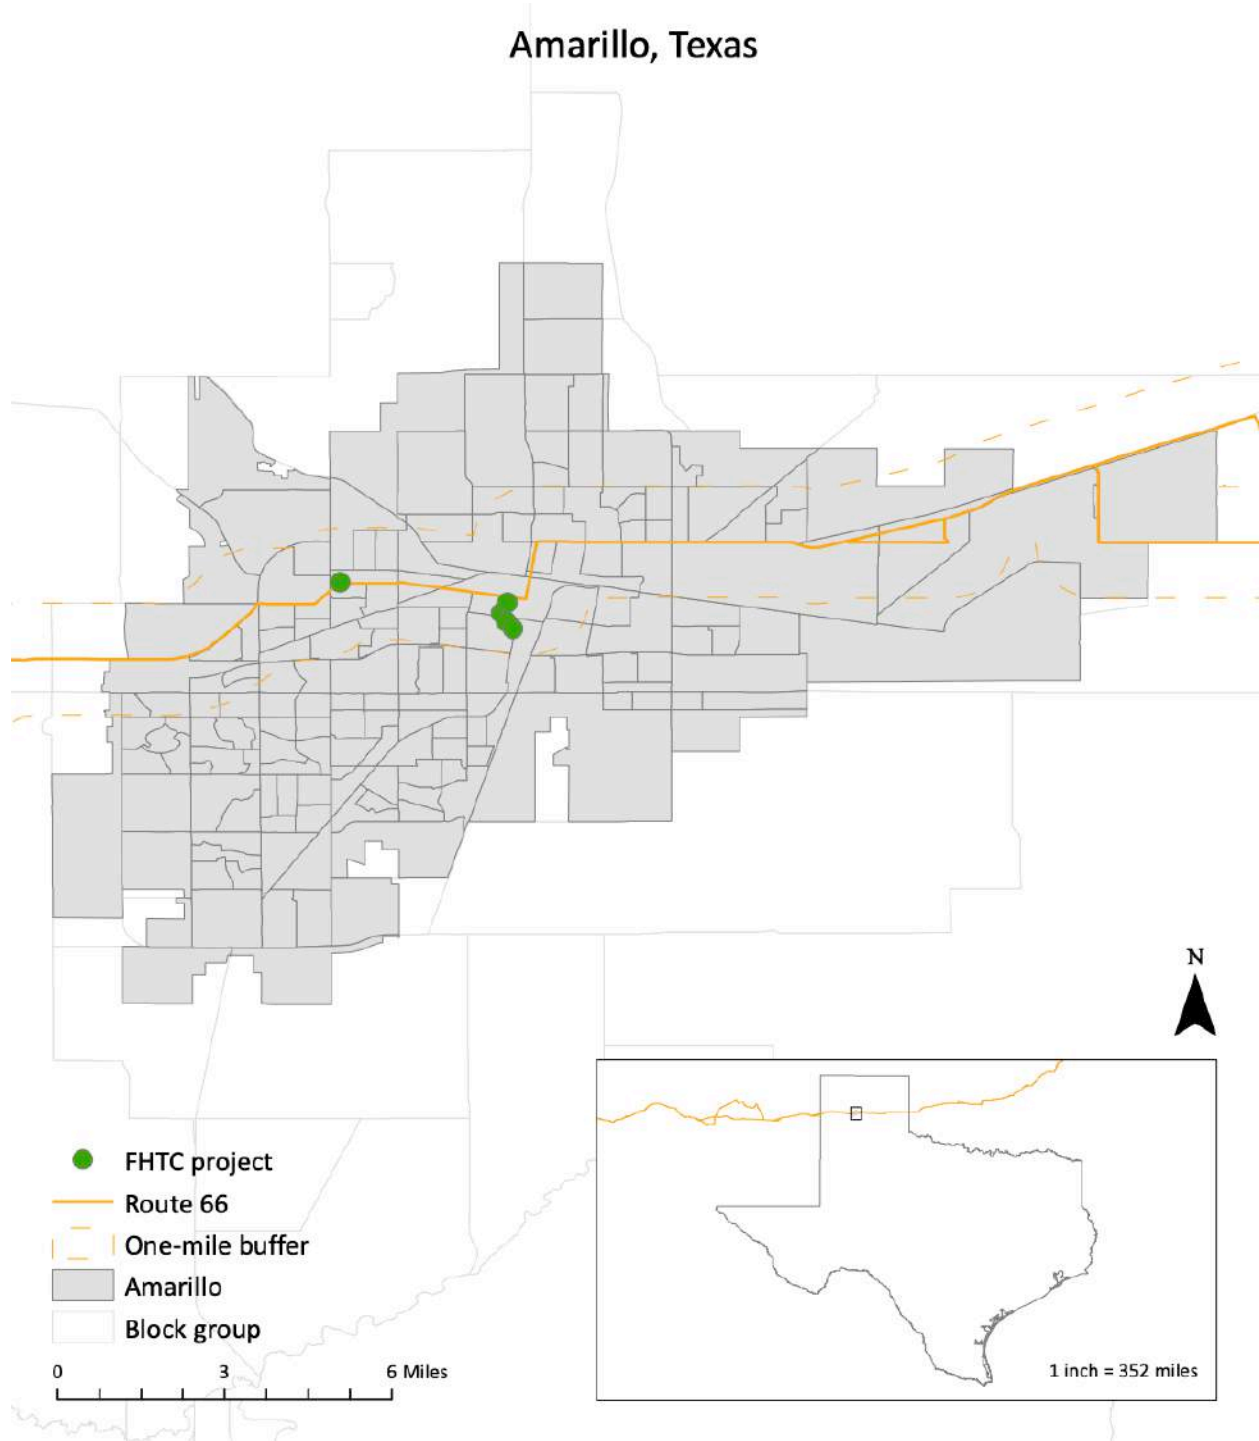 Amarillo, Texas
N
FHTC project
Route 66
One-mile buffer
Amarillo
Block group
0 3 6 Miles
1 inch = 352 miles